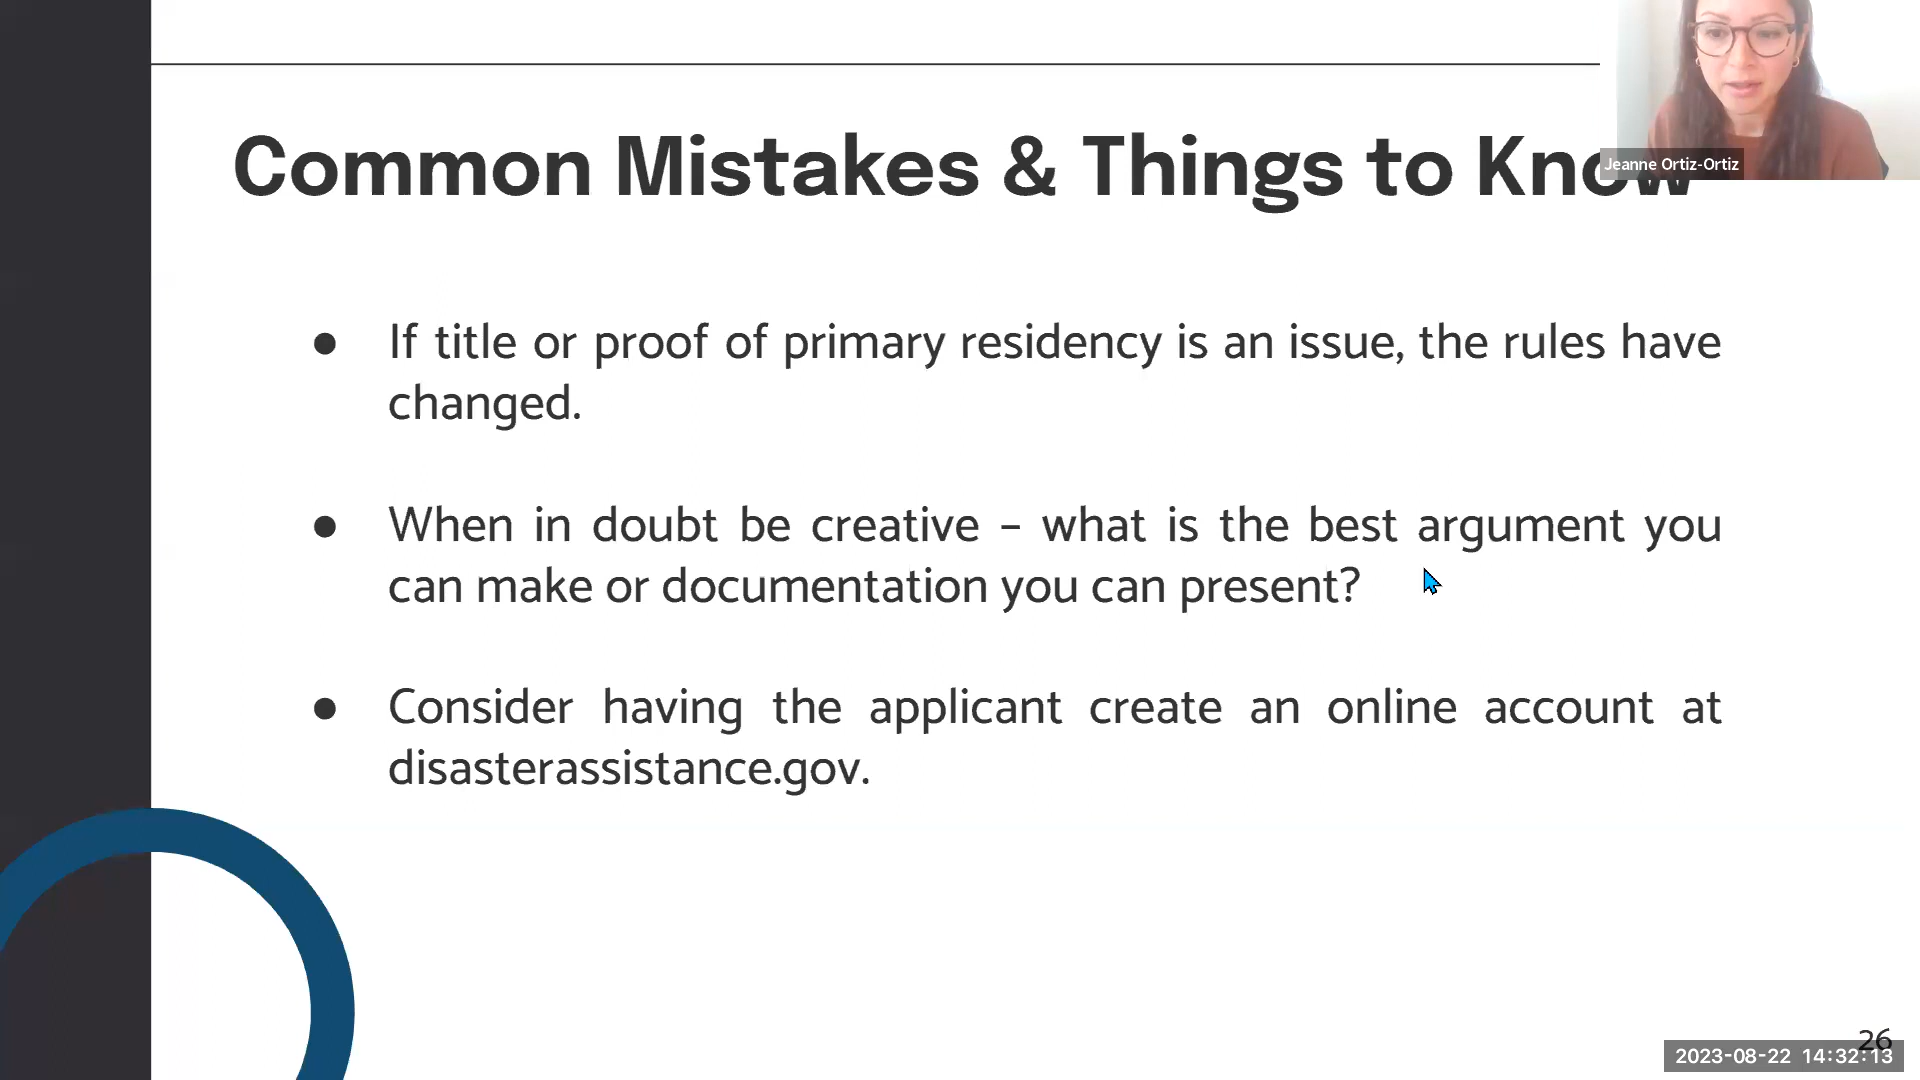 Common Mistakes & Things to Know
Jeanne Ortiz-Ortiz
● If title or proof of primary residency is an issue, the rules have
changed.
● When in doubt be creative – what is the best argument you
can make or documentation you can present?
● Consider having the applicant create an online account at
disasterassistance.gov.
26
2023-08-22 14:32:13